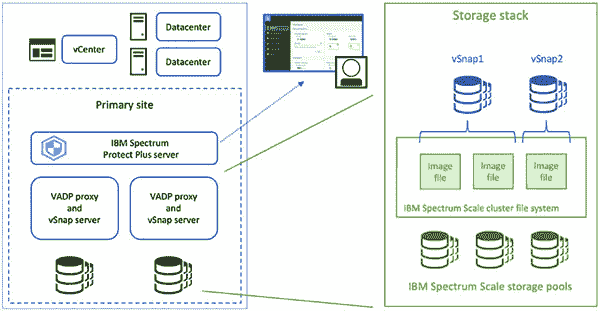 vCenter
Datacenter
Datacenter
Primary site
IBM Spectrum
Protect Plus server
VADP proxy
and
vSnap server
VADP proxy
and
vSnap server
Storage stack
vSnap1
vSnap2
Image
file
Image
file
Image
file
IBM Spectrum Scale cluster file system
IBM Spectrum Scale storage pools